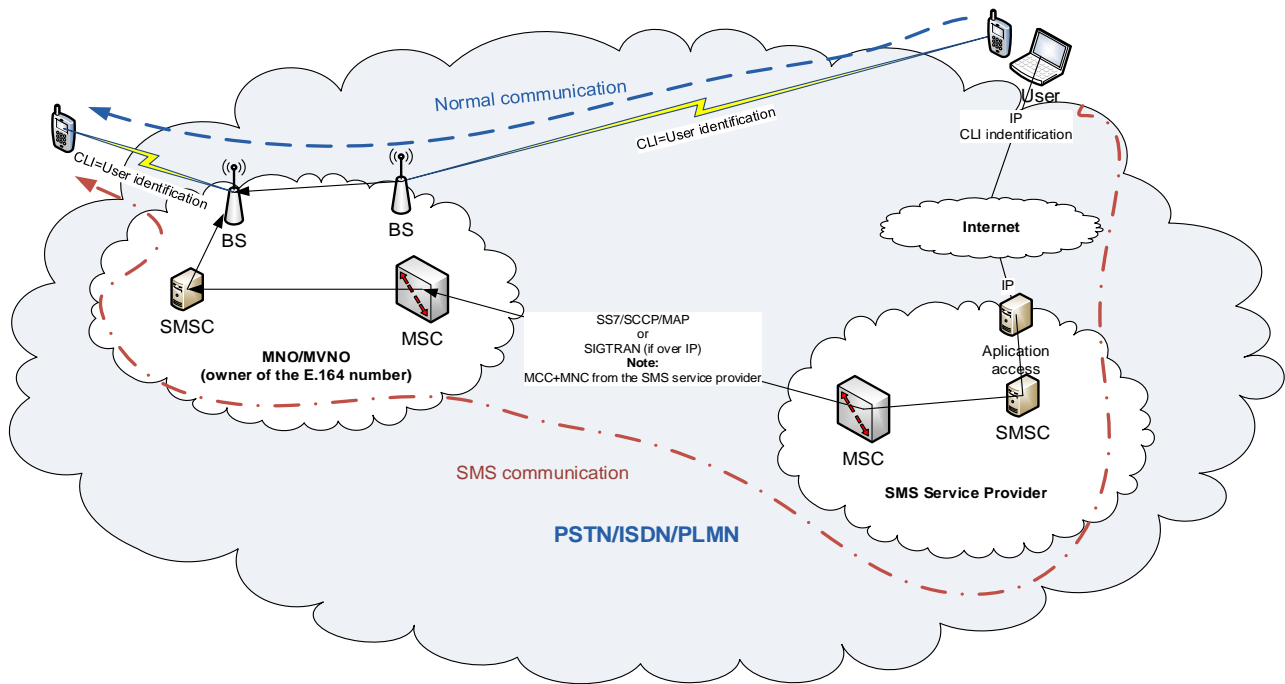 Normal communication
User
IP
CLI indentification
CLI=User identification
CLI=User identification
BS
BS
Internet
IP
SMSC
MSC
SS7/SCCP/MAP
or
SIGTRAN (if over IP)
Note:
MCC+MNC from the SMS service provider
Aplication
access
MNO/MVNO
(owner of the E.164 number)
MSC
SMSC
SMS communication
SMS Service Provider
PSTN/ISDN/PLMN